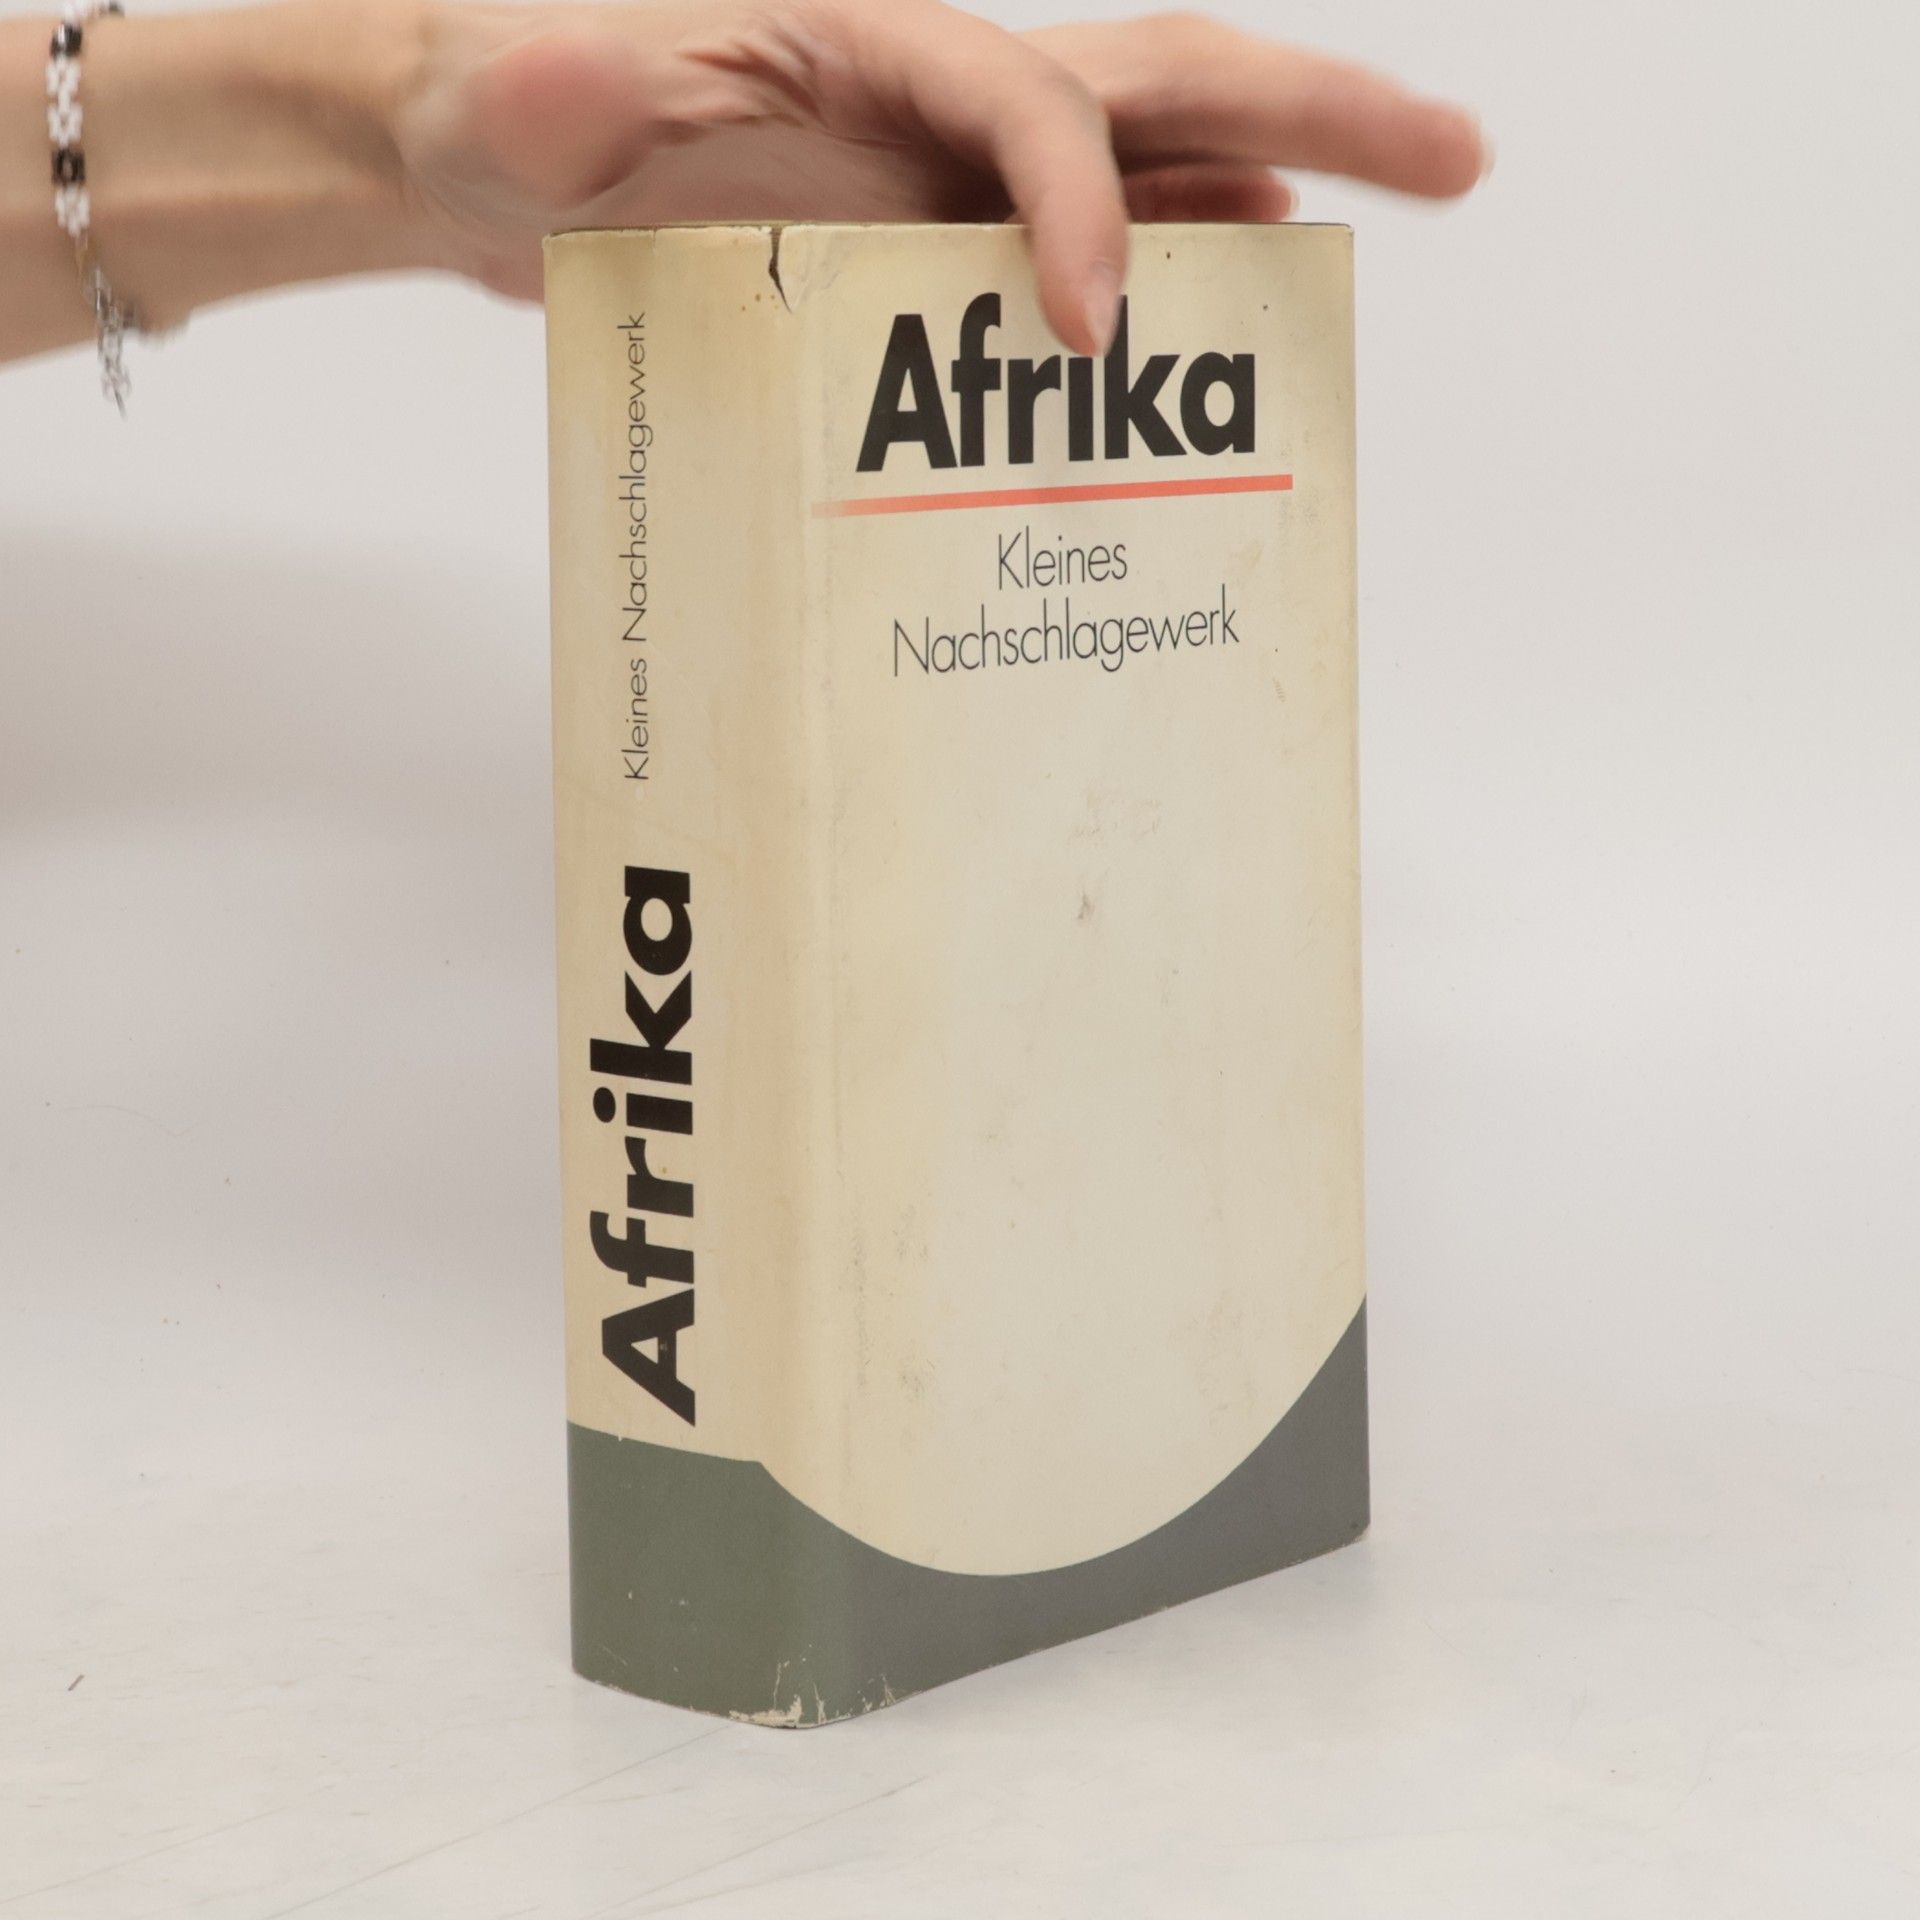 Afrika
Kleines
Nachschlagewerk
Afrika Kleines Nachschlagewerk